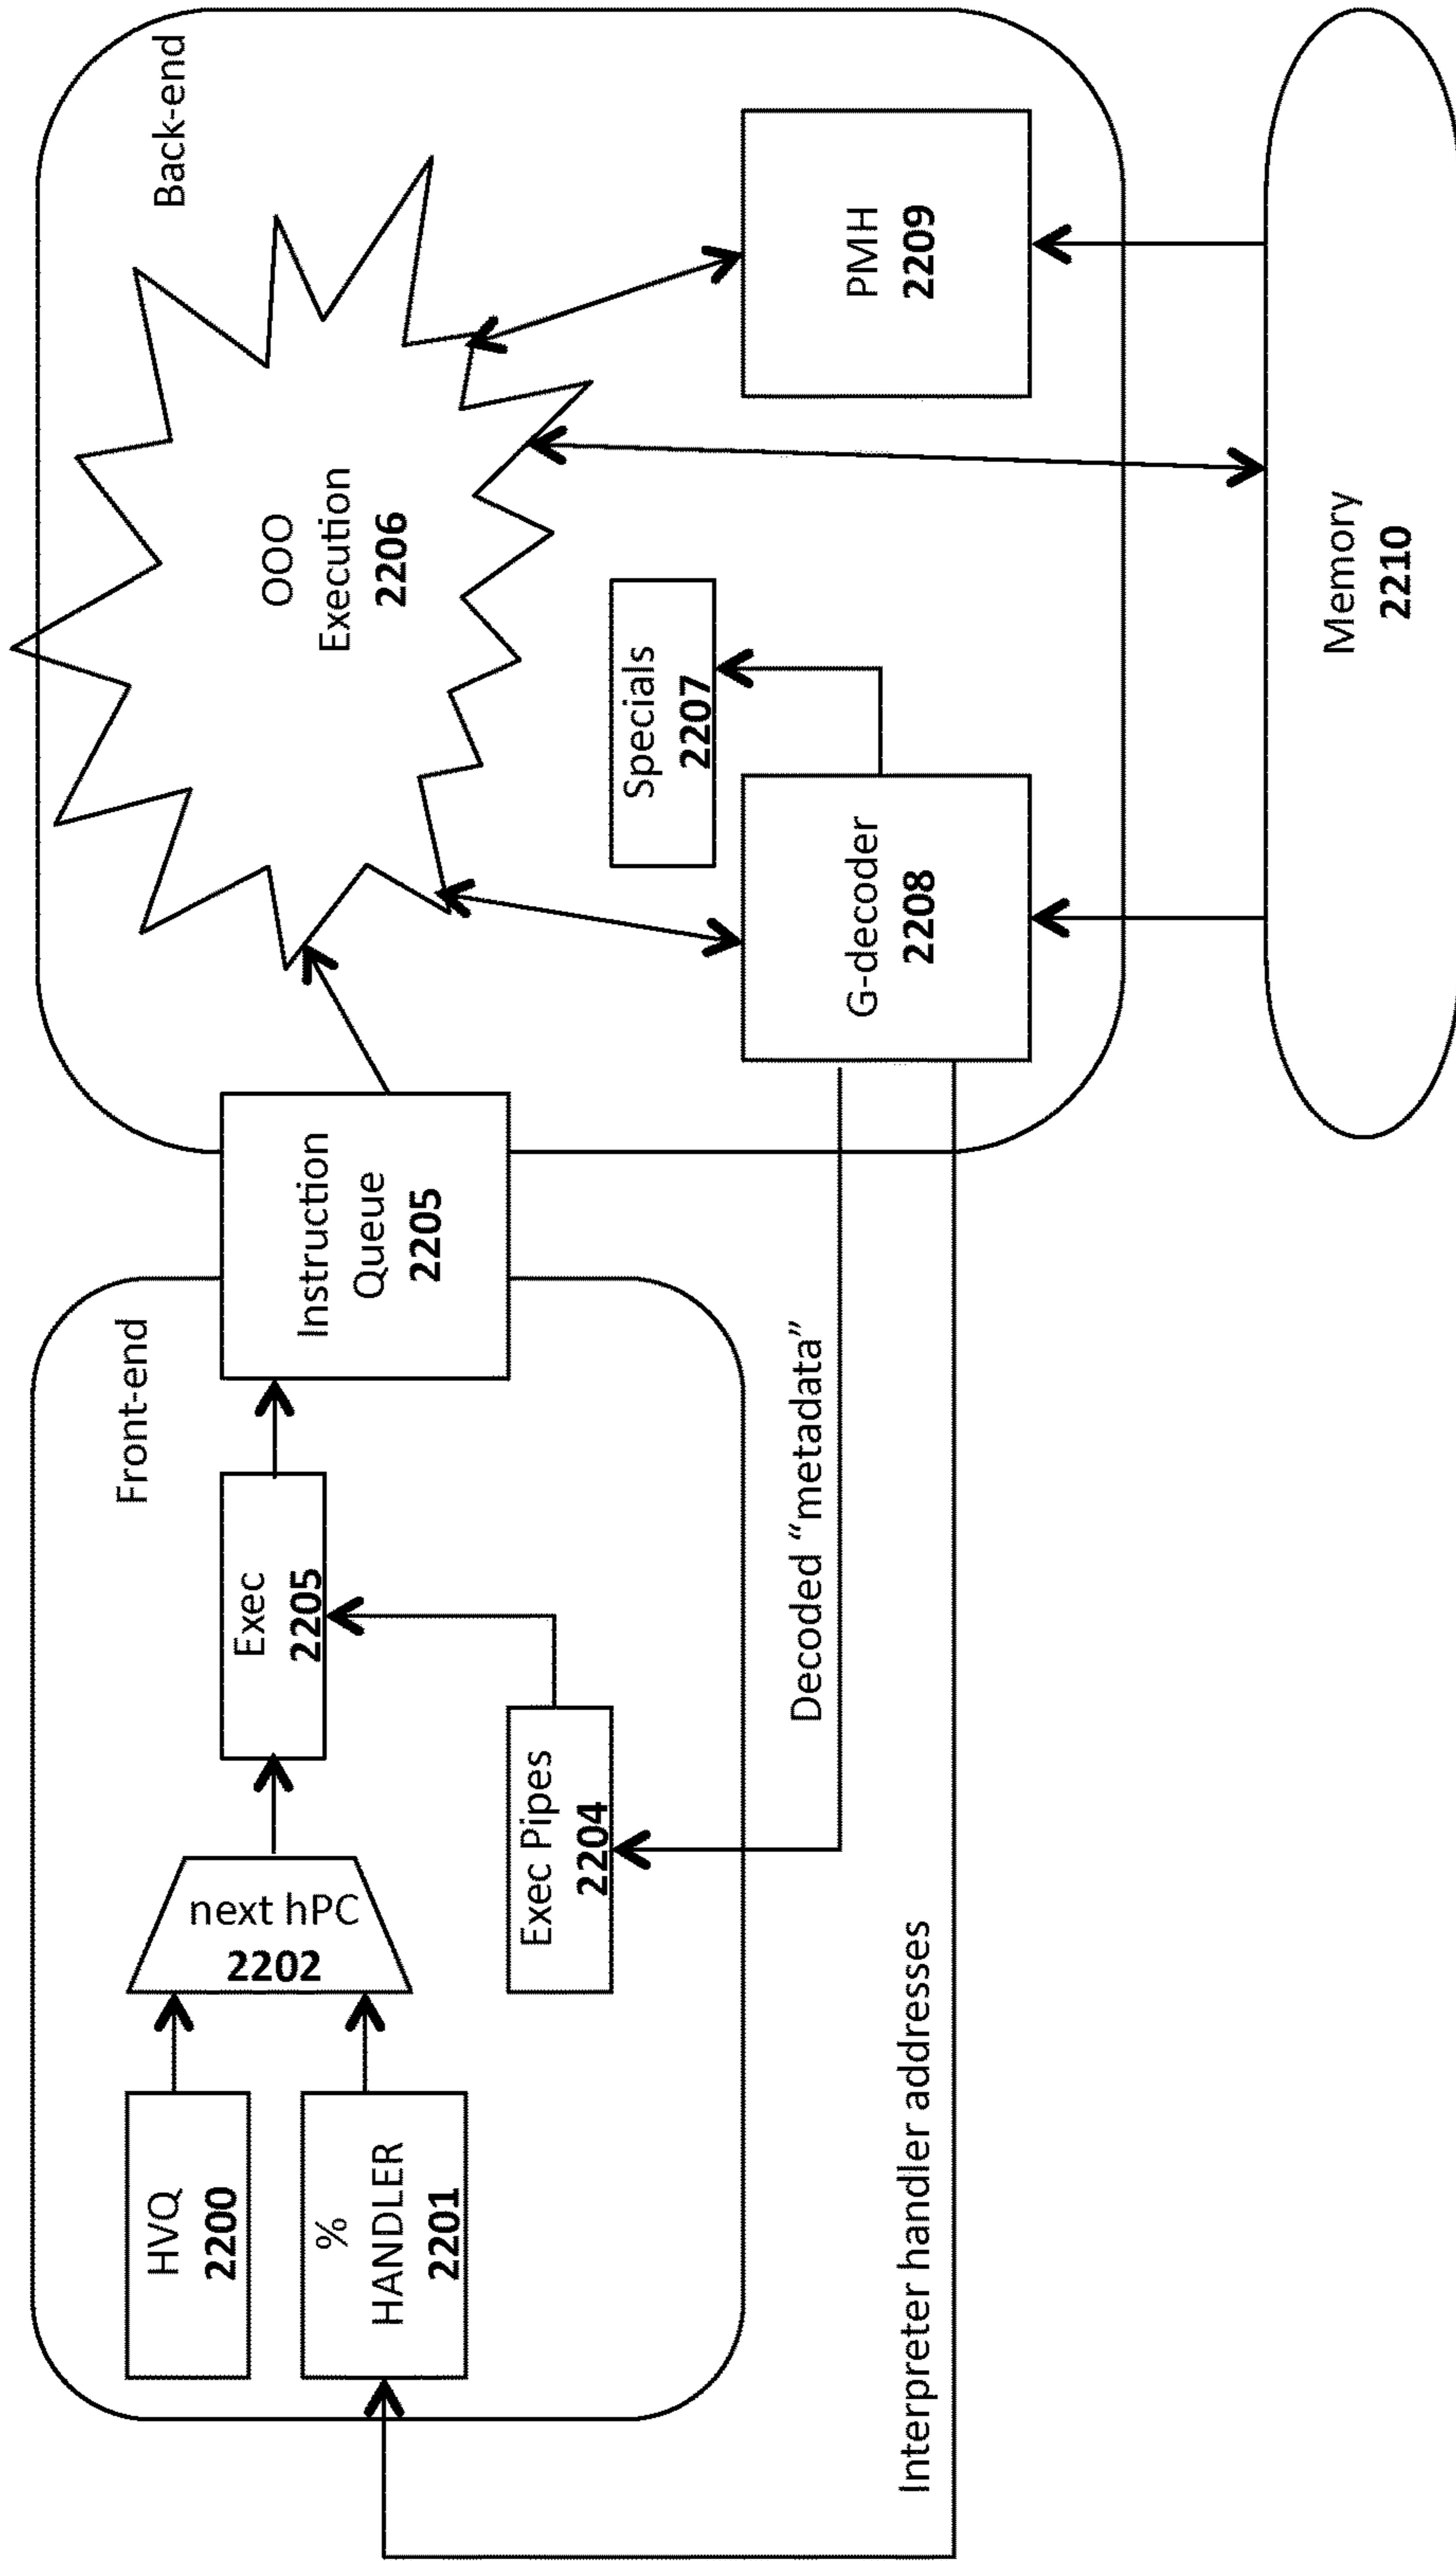 Front-end
HVQ
2200
%
HANDLER
2201
next hPC
2202
Exec
2205
Exec Pipes
2204
Instruction
Queue
2205
Back-end
OOO
Execution
2206
Specials
2207
G-decoder
2208
PMH
2209
Decoded “metadata”
Interpreter handler addresses
Memory
2210